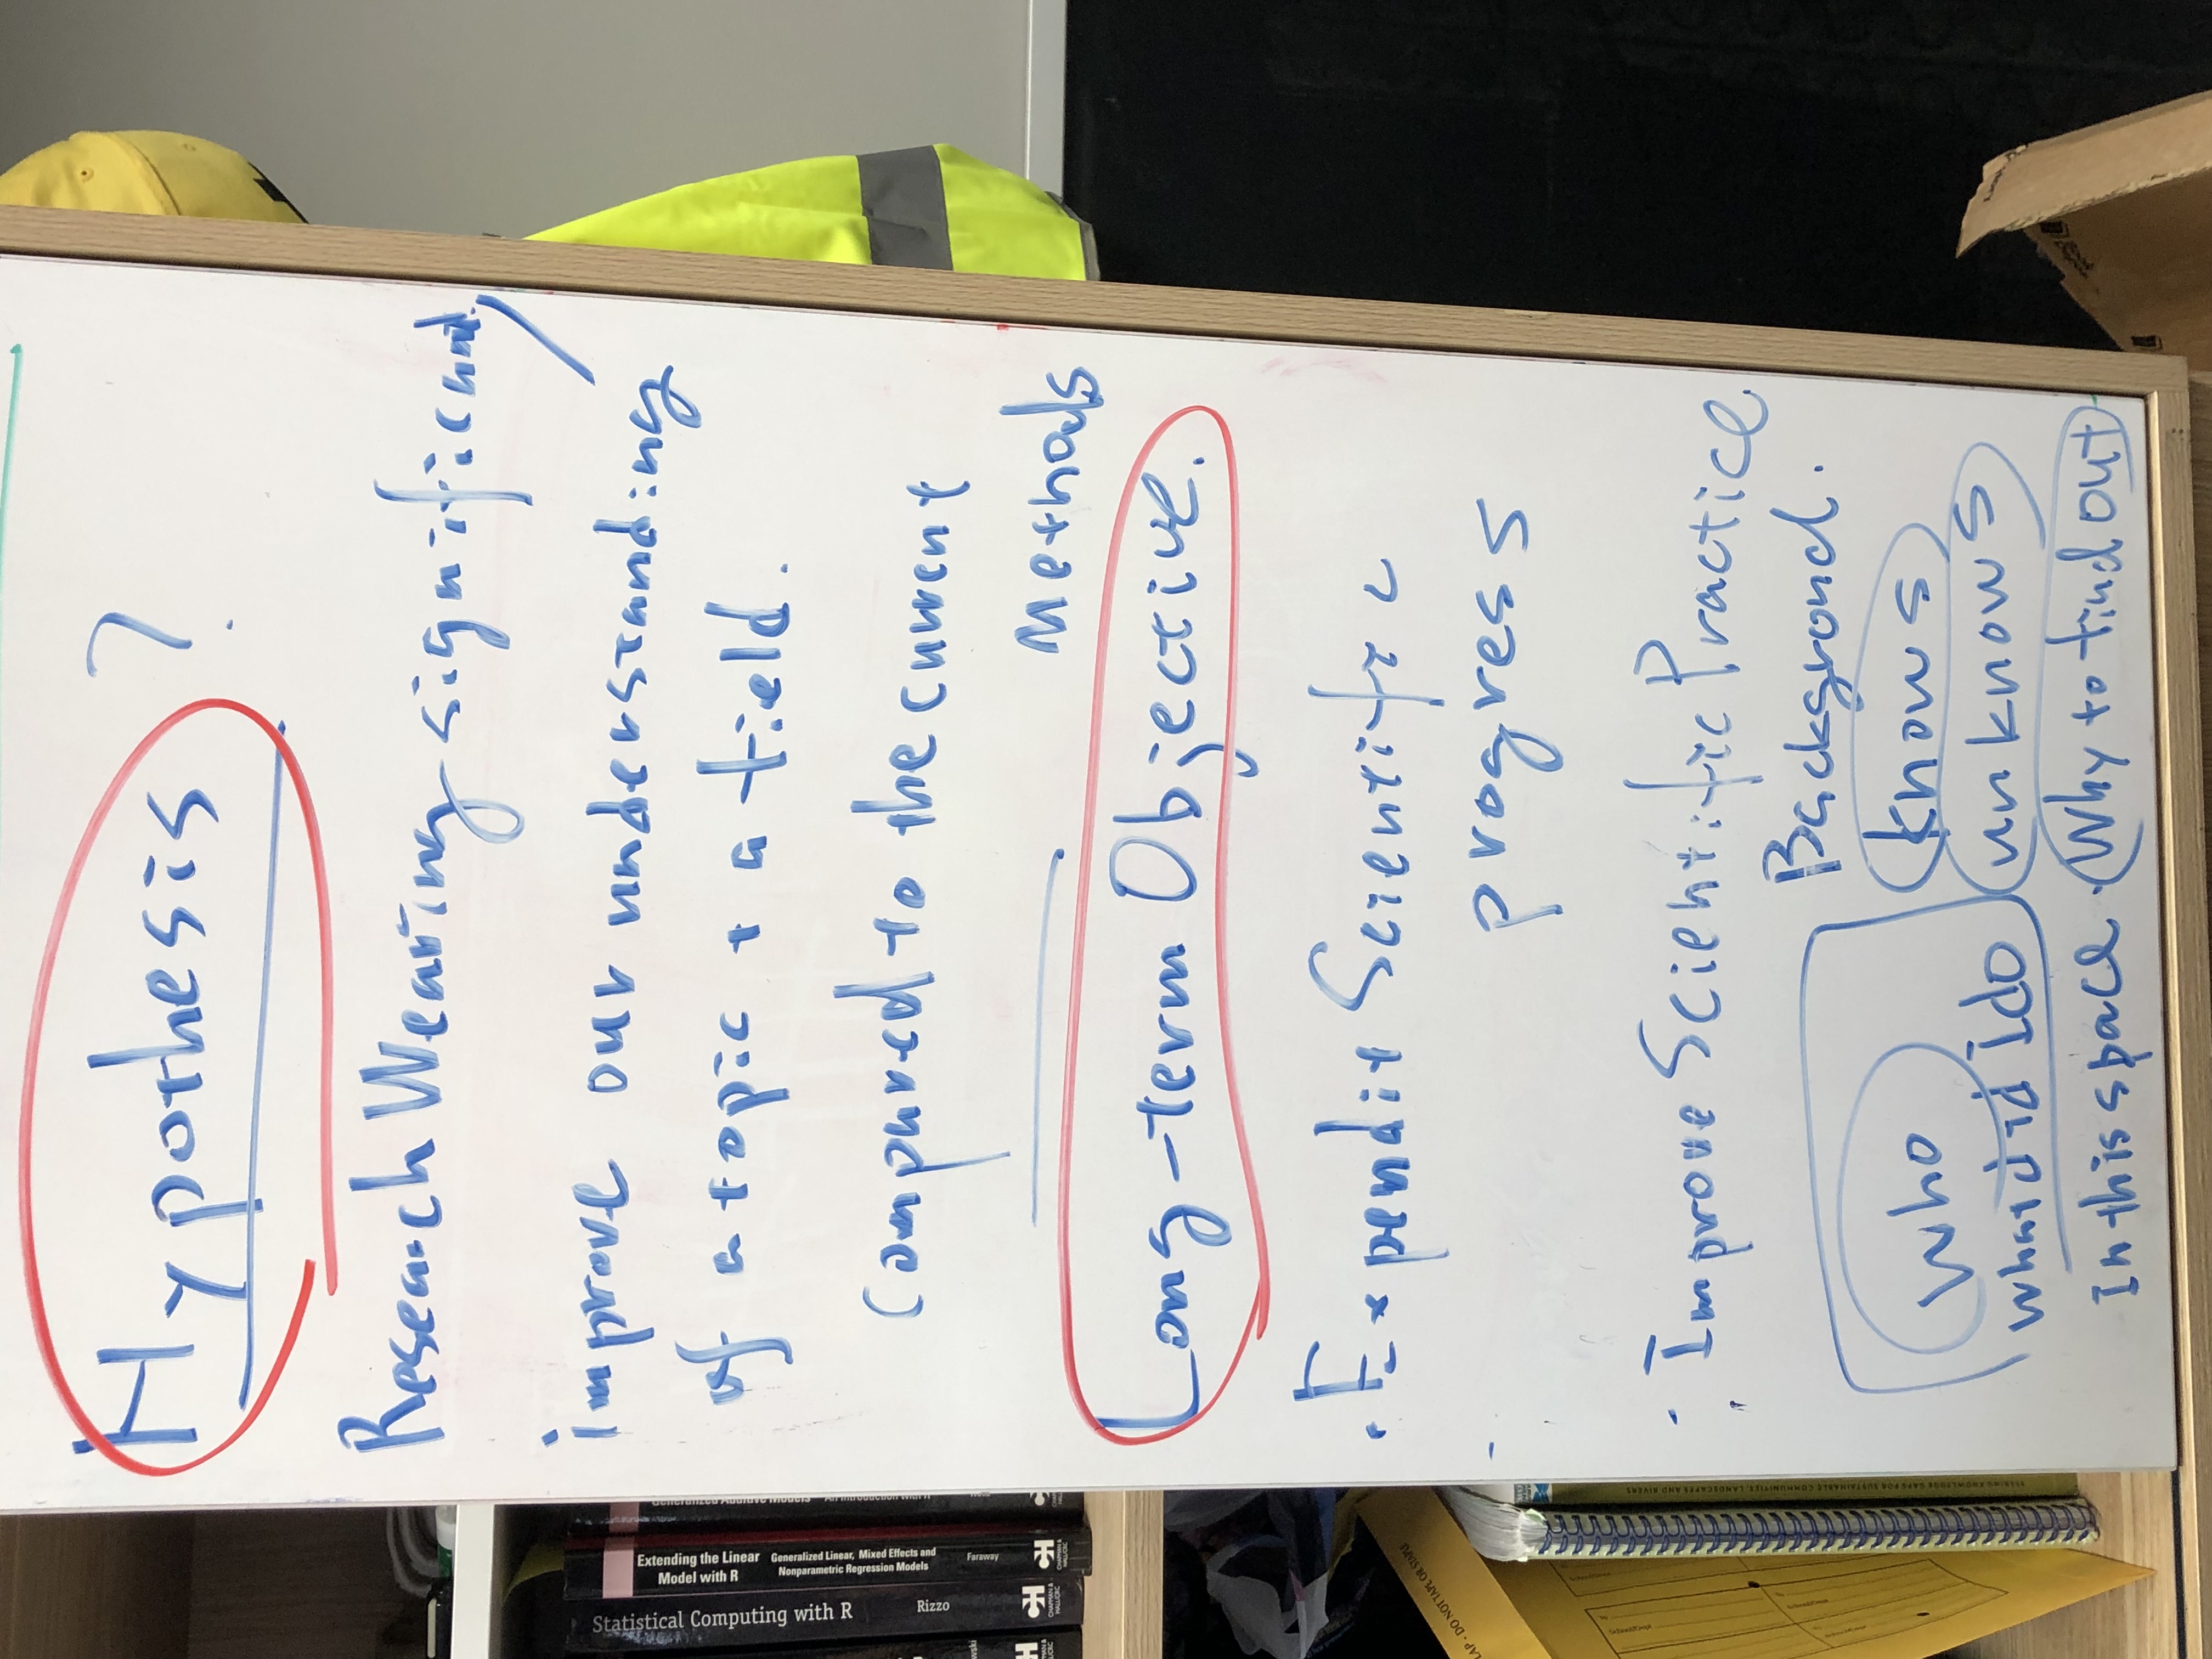 Hypothesis ?
Research Wearing significant,
improve our understanding
of a topic + a field.
Compared to the current
Methods
Long-term Objective.
. Expendit Scientific
progress
Improve Scientific Practice
Background.
who
knows
what did I do
unknows
In this space.
Why to find out
Statistical Computing with R
Rizzo
CHAPMAN & HALL/CRC
Extending the Linear
Model with R
Generalized Linear, Mixed Effects and
Nonparametric Regression Models
Faraway
CHAPMAN & HALL/CRC
LAP - DO NOT TAPE OR STAPLE